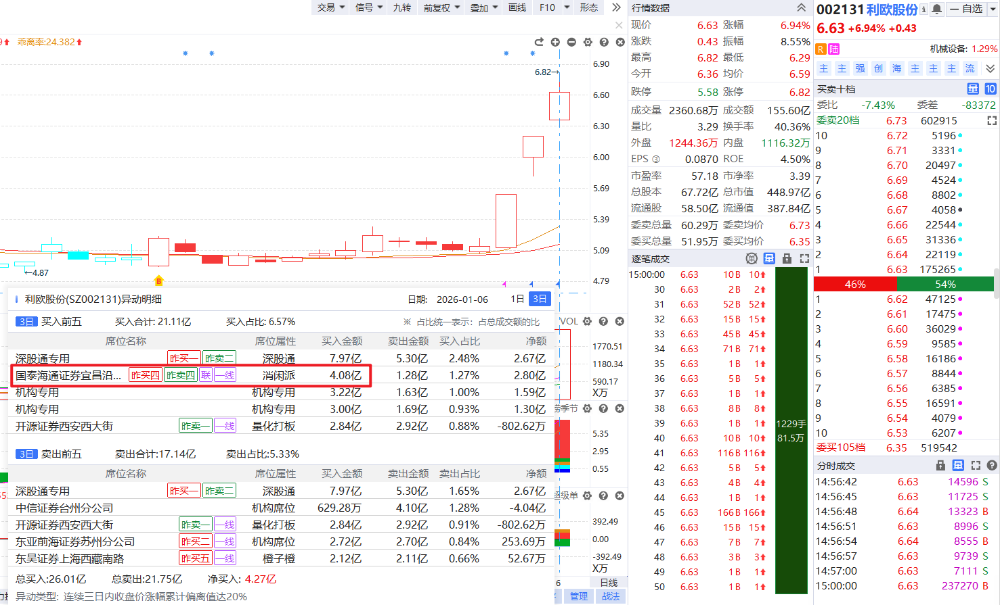 交易 信号 九转 前复权 叠加 画线 F10 形态
乖离率:24.382
6.90
6.82→
6.60
6.30
6.00
5.69
5.39
5.09
4.79
←4.87
B
利欧股份(SZ002131)异动明细 日期: 2026-01-06 1日 3日
3日 买入前五 买入合计: 21.11亿 买入占比: 6.57% ※ 占比统一表示：占总成交额的比
席位名称 席位属性 买入金额 卖出金额 买入占比 净额
深股通专用 昨买一 昨卖二 深股通 7.97亿 5.30亿 2.48% 2.67亿
国泰海通证券宜昌沿... 昨买四 昨卖四 联 一线 消闲派 4.08亿 1.28亿 1.27% 2.80亿
机构专用 机构专用 3.22亿 1.63亿 1.00% 1.59亿
机构专用 机构专用 3.00亿 1.69亿 0.93% 1.30亿
开源证券西安西大街 昨卖一 一线 量化打板 2.84亿 2.92亿 0.88% -802.62万
3日 卖出前五 卖出合计:17.14亿 卖出占比:5.33%
席位名称 席位属性 买入金额 卖出金额 卖出占比 净额
深股通专用 昨买一 昨卖二 深股通 7.97亿 5.30亿 1.65% 2.67亿
中信证券台州分公司 机构席位 629.28万 4.10亿 1.28% -4.04亿
开源证券西安西大街 昨卖一 一线 量化打板 2.84亿 2.92亿 0.91% -802.62万
东亚前海证券苏州分公司 昨买二 一线 机构席位 2.72亿 2.70亿 0.84% 253.69万
东吴证券上海西藏南路 昨买五 一线 橙子橙 2.12亿 2.11亿 0.66% 52.67万
总买入:26.01亿 总卖出:21.75亿 净买入: 4.27亿
异动类型: 连续三日内收盘价涨幅累计偏离值达20%
VOL
1770.51
1180.34
590.17
X万
季节
5.35
2.95
0.55
超级单
392.49
0.00
-392.49
X万
6 日线
管理 战法
行情数据
现价 6.63 涨幅 6.94%
涨跌 0.43 振幅 8.55%
最高 6.82 最低 6.29
今开 6.36 均价 6.59
跌停 5.58 涨停 6.82
成交量 2360.68万 成交额 155.60亿
量比 3.29 换手率 40.36%
外盘 1244.36万 内盘 1116.32万
EPS ③ 0.0870 ROE 4.50%
市盈率 57.18 市净率 3.39
总股本 67.72亿 总市值 448.97亿
流通股 58.50亿 流通值 387.84亿
委卖总量 60.29万 委卖均价 6.73
委买总量 51.95万 委买均价 6.35
逐笔成交 单 量
15:00:00 6.63 10B 10
30 6.63 2B 2
31 6.63 52B 52
32 6.63 15B 15
33 6.63 45B 45
34 6.63 71B 71
35 6.63 1B 1
36 6.63 5B 5
37 6.63 1B 1
38 6.63 8B 8
39 6.63 1B 1
40 6.63 10B 10
41 6.63 116B 116
42 6.63 5B 5
43 6.63 4B 4
44 6.63 1B 1
45 6.63 166B 166
46 6.63 15B 15
47 6.63 7B 7
48 6.63 3B 3
49 6.63 1B 1
50 6.63 1B 1
1229手
81.5万
002131 利欧股份 自选
6.63 +6.94% +0.43
R 陆 机械设备: 1.29%
主 主 强 创 海 主 主 主 流
买卖十档 量 10
委比 -7.43% 委差 -83372
委卖20档 6.73 602915
10 6.72 5196
9 6.71 3331
8 6.70 20497
7 6.69 4524
6 6.68 8802
5 6.67 4058
4 6.66 22544
3 6.65 31336
2 6.64 22119
1 6.63 175265
46% 54%
1 6.62 47125
2 6.61 17475
3 6.60 36029
4 6.59 9585
5 6.58 16186
6 6.57 8844
7 6.56 6385
8 6.55 16591
9 6.54 4079
10 6.53 6207
委买105档 6.35 519542
分时成交 量
14:56:42 6.63 14596 S
14:56:45 6.63 11725 S
14:56:48 6.64 13323 B
14:56:51 6.63 8996 S
14:56:54 6.64 8555 B
14:56:57 6.63 9739 S
14:57:00 6.63 7111 S
15:00:00 6.63 237270 B